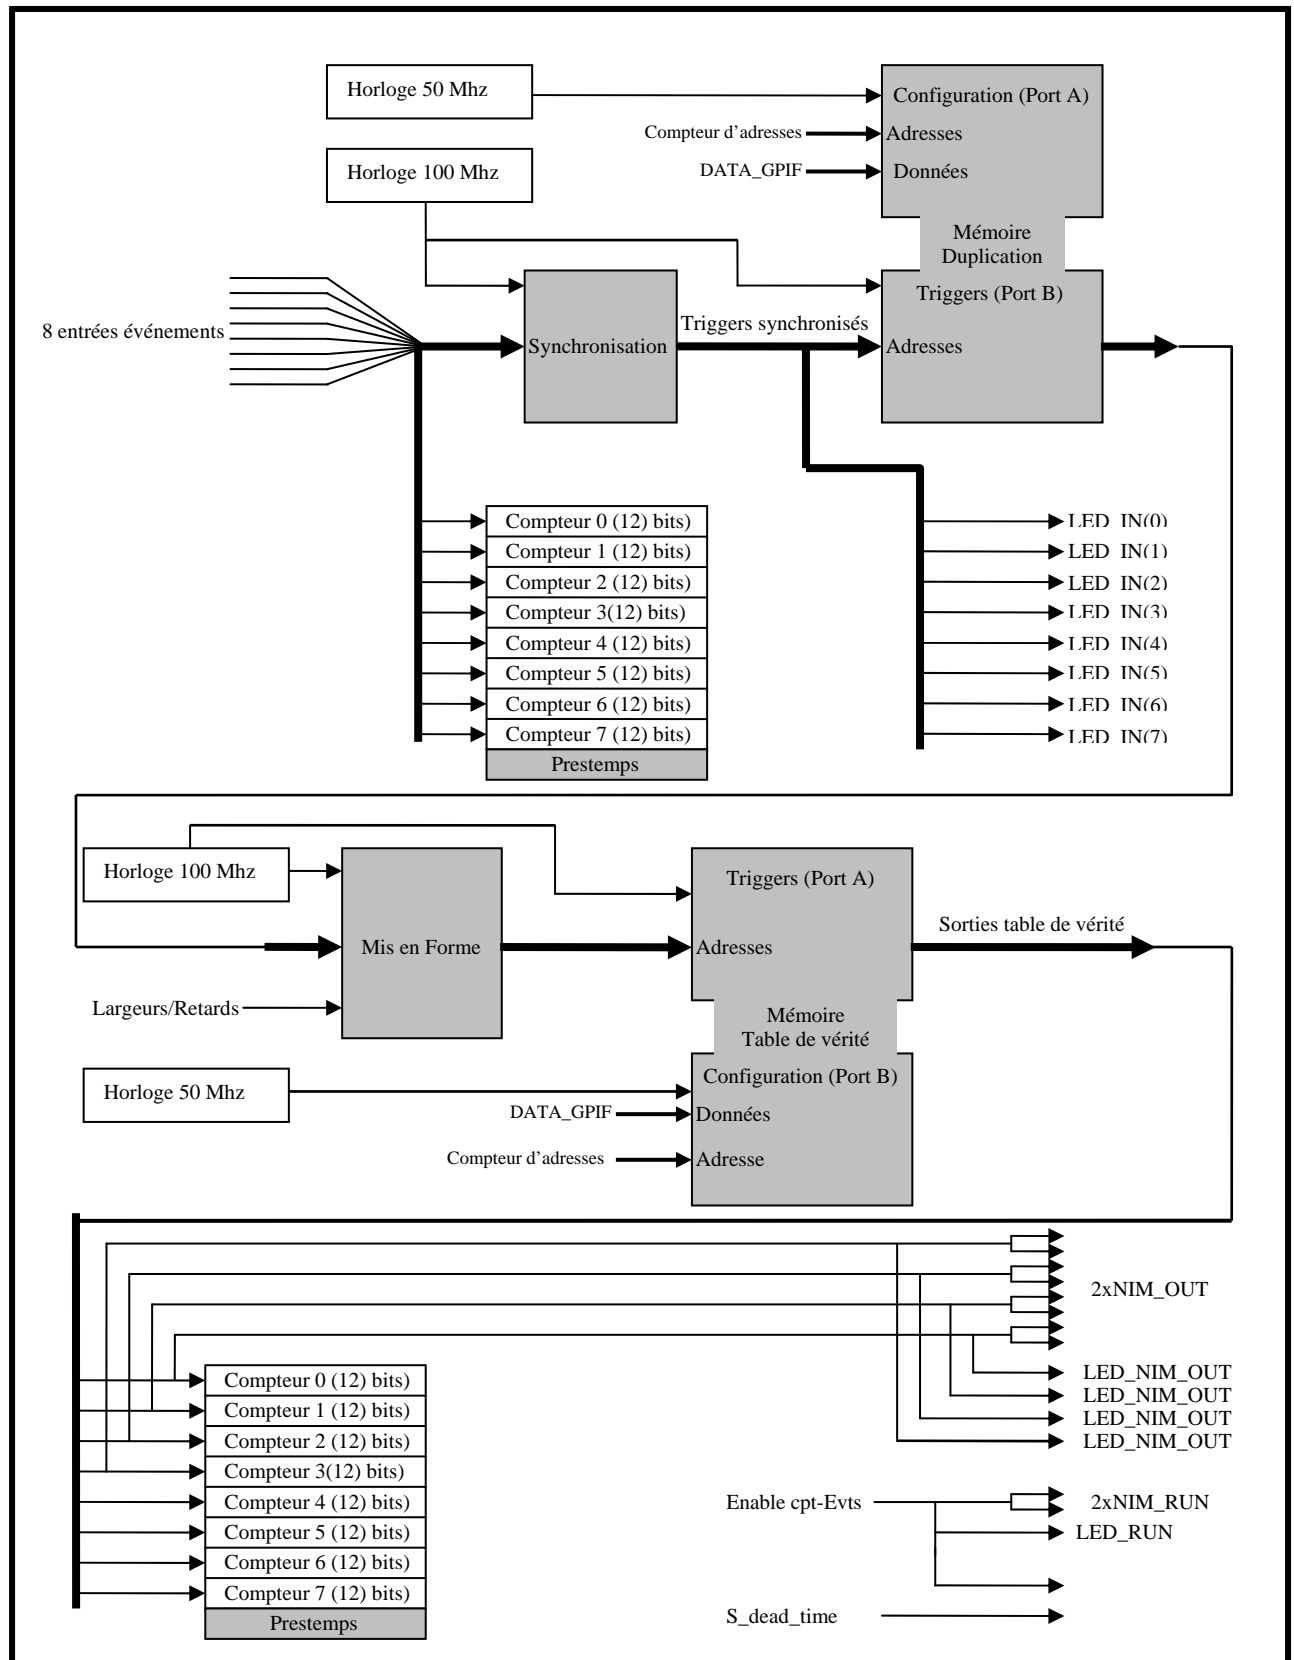 Horloge 50 Mhz
Configuration (Port A)
Compteur d'adresses
Adresses
Horloge 100 Mhz
DATA_GPIF
Données
Mémoire
Duplication
Triggers (Port B)
8 entrées événements
Triggers synchronisés
Synchronisation
Adresses
Compteur 0 (12) bits)
LED_IN(0)
Compteur 1 (12) bits)
LED_IN(1)
Compteur 2 (12) bits)
LED_IN(2)
Compteur 3(12) bits)
LED_IN(3)
Compteur 4 (12) bits)
LED_IN(4)
Compteur 5 (12) bits)
LED_IN(5)
Compteur 6 (12) bits)
LED_IN(6)
Compteur 7 (12) bits)
LED_IN(7)
Prestemps
Horloge 100 Mhz
Triggers (Port A)
Sorties table de vérité
Mis en Forme
Adresses
Largeurs/Retards
Mémoire
Table de vérité
Horloge 50 Mhz
Configuration (Port B)
DATA_GPIF
Données
Compteur d'adresses
Adresse
2xNIM_OUT
Compteur 0 (12) bits)
LED_NIM_OUT
Compteur 1 (12) bits)
LED_NIM_OUT
LED_NIM_OUT
Compteur 2 (12) bits)
LED_NIM_OUT
Compteur 3(12) bits)
Compteur 4 (12) bits)
Enable cpt-Evts
2xNIM_RUN
Compteur 5 (12) bits)
LED_RUN
Compteur 6 (12) bits)
Compteur 7 (12) bits)
Prestemps
S_dead_time